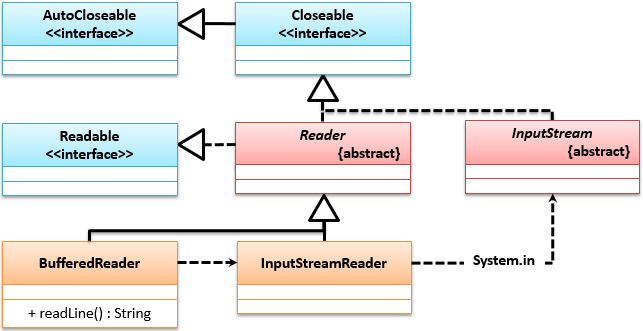 AutoCloseable
<<interface>>
Closeable
<<interface>>
Readable
<<interface>>
Reader
{abstract}
InputStream
{abstract}
BufferedReader
+ readLine() : String
InputStreamReader
System.in